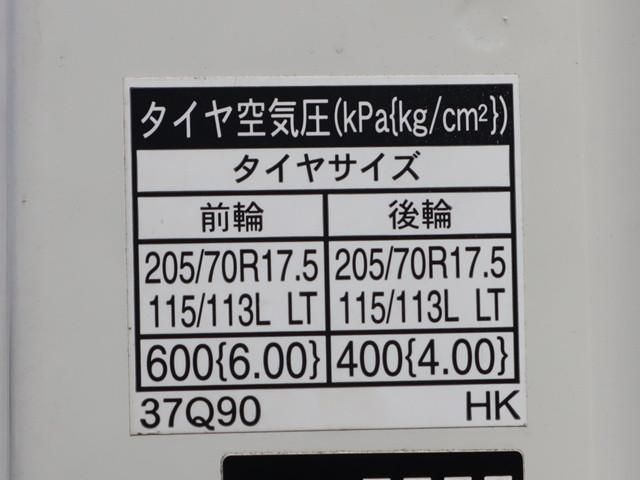 タイヤ空気圧(kPa{kg/cm²})
タイヤサイズ
前輪 後輪
205/70R17.5 205/70R17.5
115/113L LT 115/113L LT
600{6.00} 400{4.00}
37Q90 HK